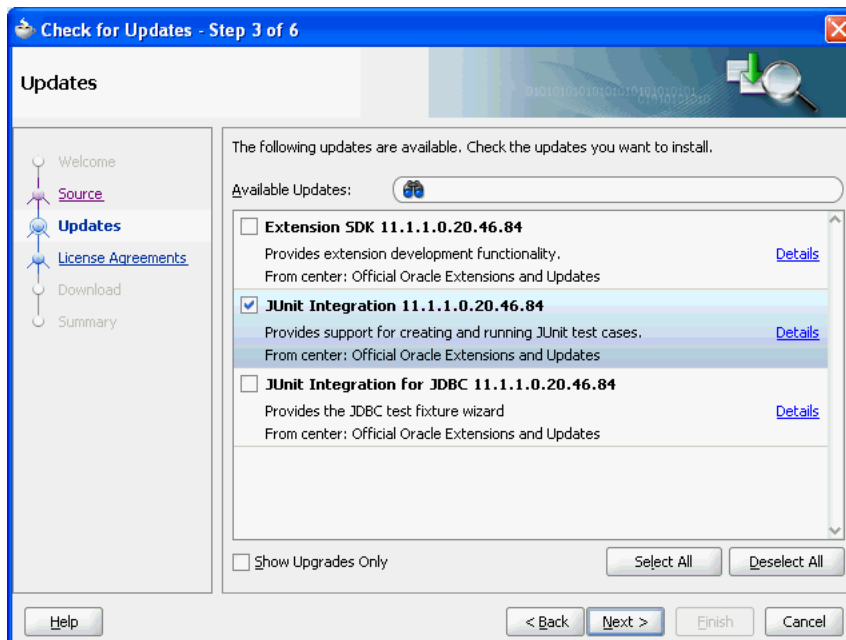 Check for Updates - Step 3 of 6
Updates
01010101010101010101010101
01010101010
Welcome
Source
Updates
License Agreements
Download
Summary
The following updates are available. Check the updates you want to install.
Available Updates:
Extension SDK 11.1.1.0.20.46.84
Provides extension development functionality.
Details
From center: Official Oracle Extensions and Updates
JUnit Integration 11.1.1.0.20.46.84
Provides support for creating and running JUnit test cases.
Details
From center: Official Oracle Extensions and Updates
JUnit Integration for JDBC 11.1.1.0.20.46.84
Provides the JDBC test fixture wizard
Details
From center: Official Oracle Extensions and Updates
Show Upgrades Only
Select All
Deselect All
Help
< Back
Next >
Finish
Cancel